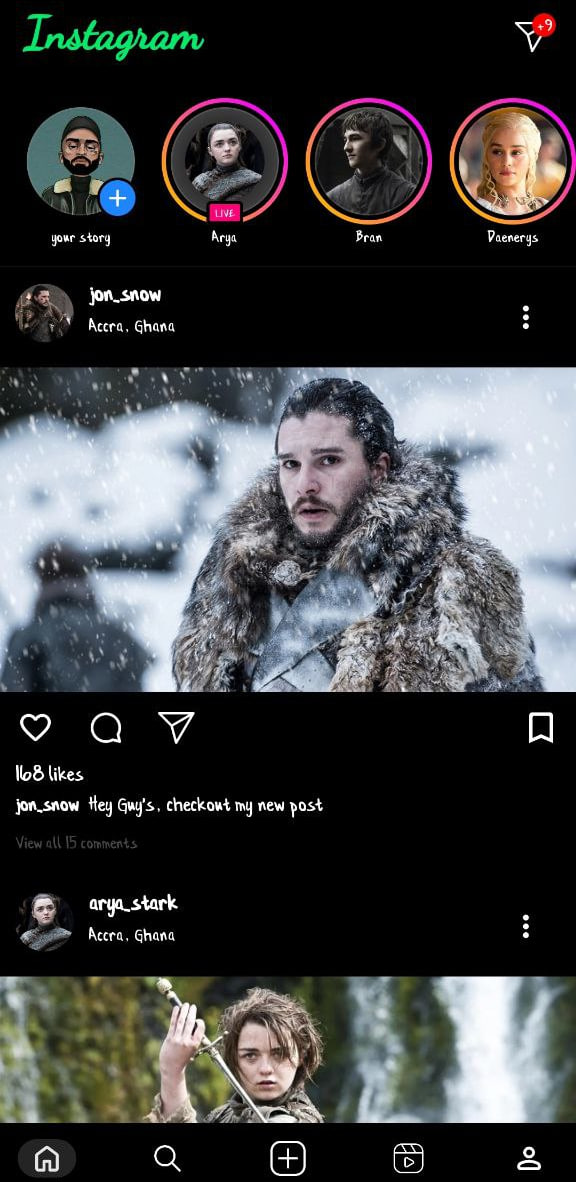 Instagram
+9
LIVE
your story
Arya
Bran
Daenerys
jon_snow
Accra, Ghana
168 likes
jon_snow Hey Guy's, checkout my new post
View all 15 comments
arya_stark
Accra, Ghana